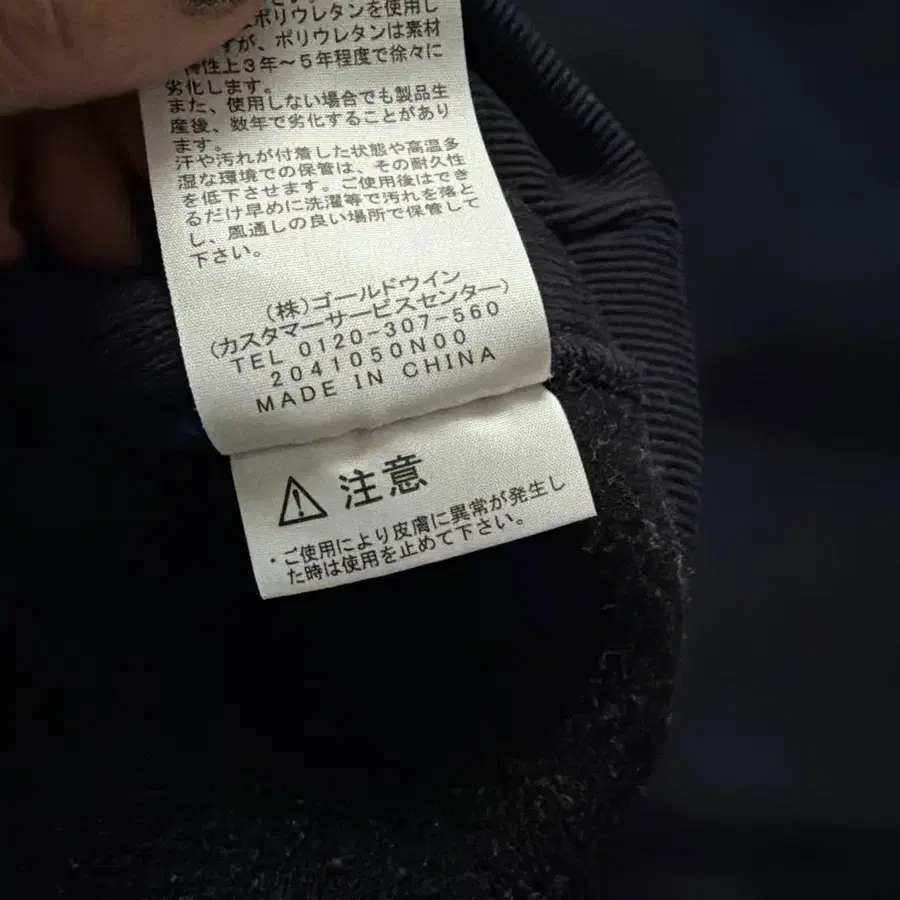 ポリウレタンを使用し
すが、ポリウレタンは素材
特性上3年～5年程度で徐々に
劣化します。
また、使用しない場合でも製品生
産後、数年で劣化することがあり
ます。
汗や汚れが付着した状態や高温多
湿な環境での保管は、その耐久性
を低下させます。ご使用後はでき
るだけ早めに洗濯等で汚れを落と
し、風通しの良い場所で保管して
下さい。
(株)ゴールドウイン
(カスタマーサービスセンター)
TEL 0120-307-560
2041050N00
MADE IN CHINA
注意
・ご使用により皮膚に異常が発生し
た時は使用を止めて下さい。